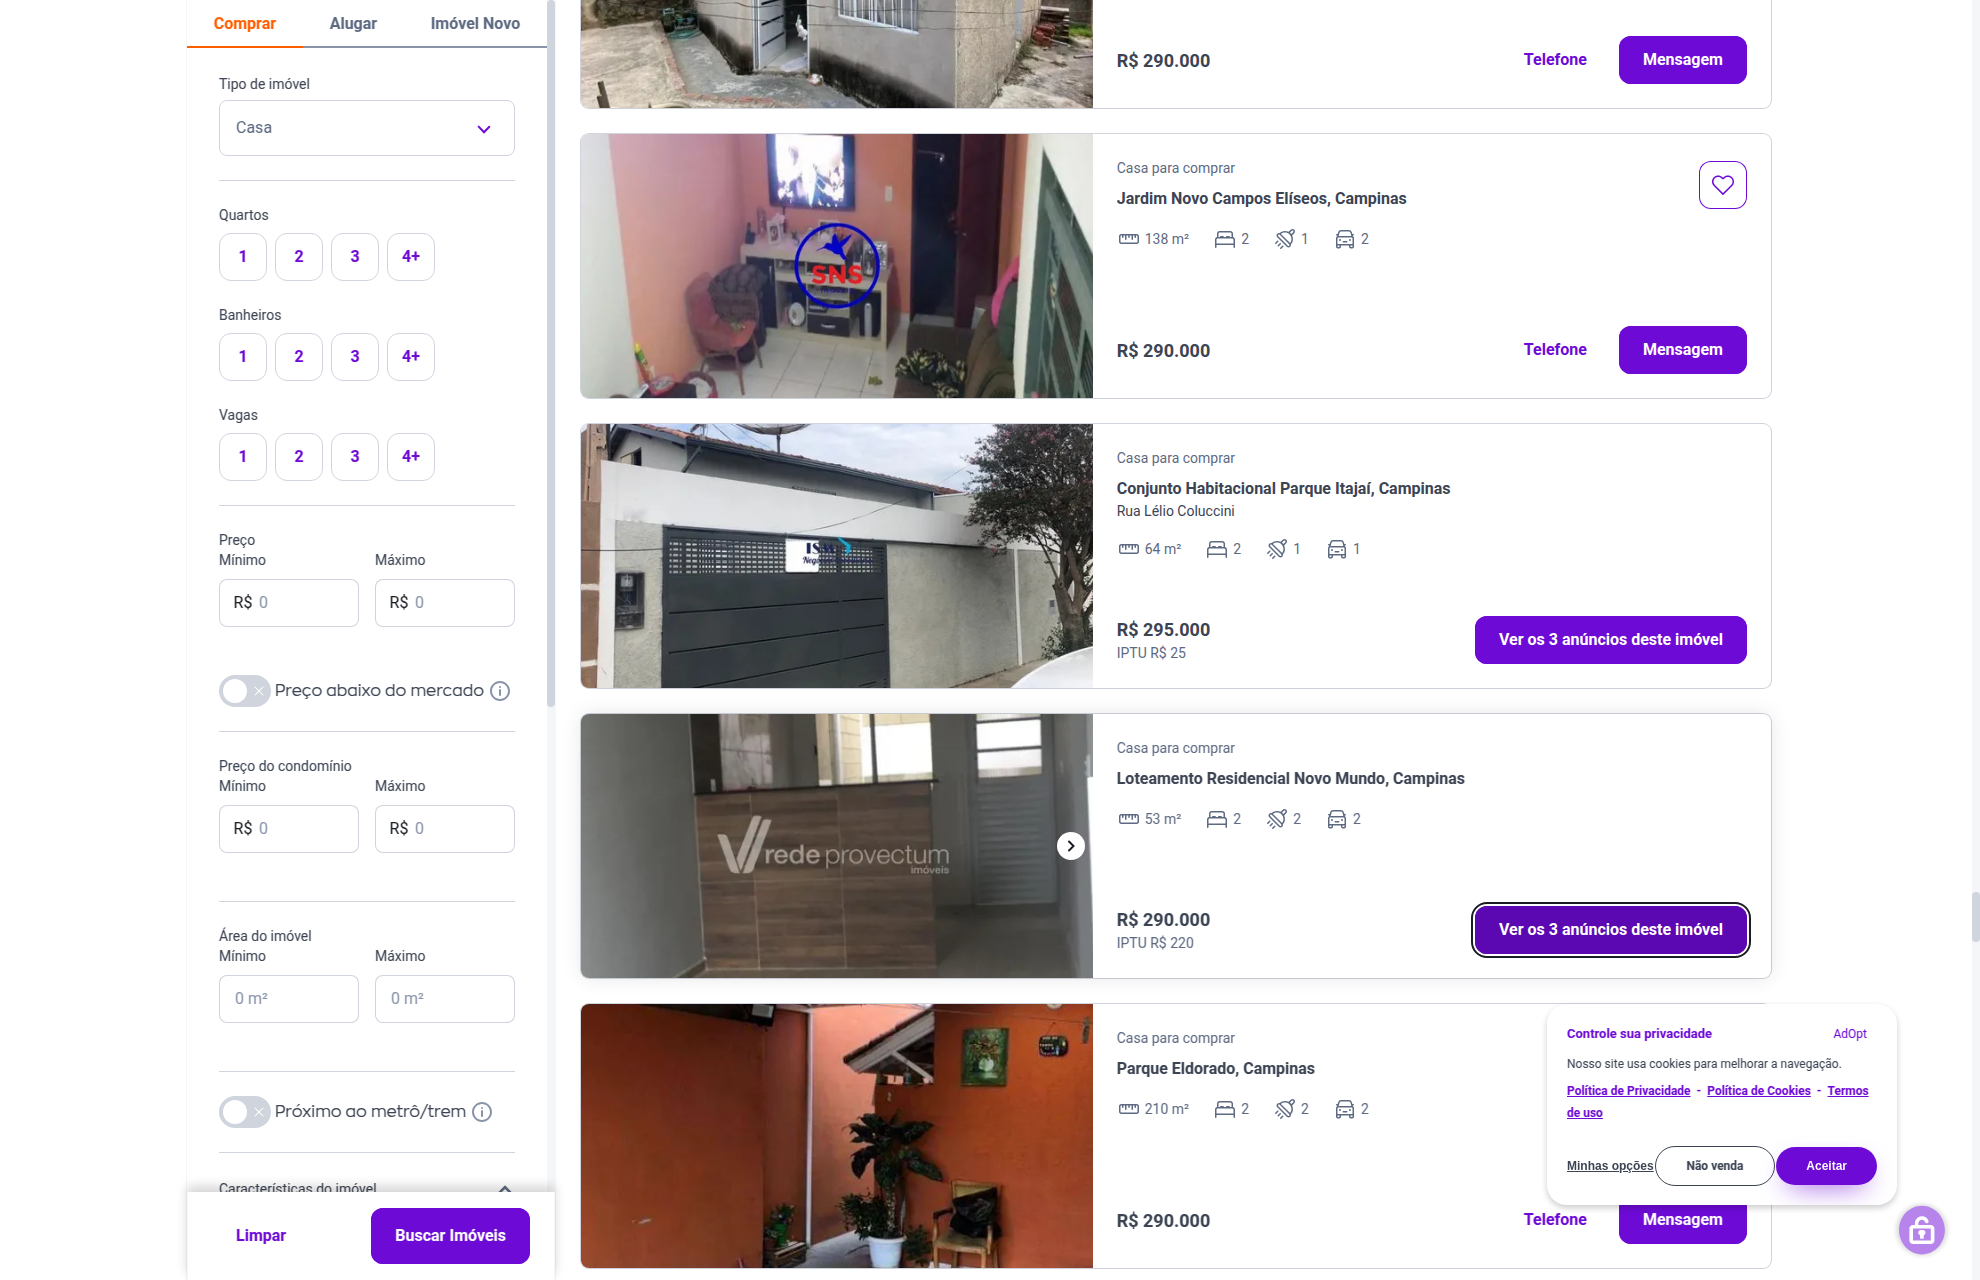 Comprar
Alugar
Imóvel Novo
Tipo de imóvel
Casa
Quartos
1
2
3
4+
Banheiros
1
2
3
4+
Vagas
1
2
3
4+
Preço
Mínimo
Máximo
R$ 0
R$ 0
Preço abaixo do mercado
Preço do condomínio
Mínimo
Máximo
R$ 0
R$ 0
Área do imóvel
Mínimo
Máximo
0 m²
0 m²
Próximo ao metrô/trem
Características do imóvel
Limpar
Buscar Imóveis
R$ 290.000
Telefone
Mensagem
SNS
Casa para comprar
Jardim Novo Campos Elíseos, Campinas
138 m²
2
1
2
R$ 290.000
Telefone
Mensagem
Casa para comprar
Conjunto Habitacional Parque Itajaí, Campinas
Rua Lélio Coluccini
64 m²
2
1
1
R$ 295.000
IPTU R$ 25
Ver os 3 anúncios deste imóvel
rede provectum
imóveis
Casa para comprar
Loteamento Residencial Novo Mundo, Campinas
53 m²
2
2
2
R$ 290.000
IPTU R$ 220
Ver os 3 anúncios deste imóvel
Casa para comprar
Parque Eldorado, Campinas
210 m²
2
2
2
R$ 290.000
Telefone
Mensagem
Controle sua privacidade
AdOpt
Nosso site usa cookies para melhorar a navegação.
Política de Privacidade - Política de Cookies - Termos
de uso
Minhas opções
Não venda
Aceitar